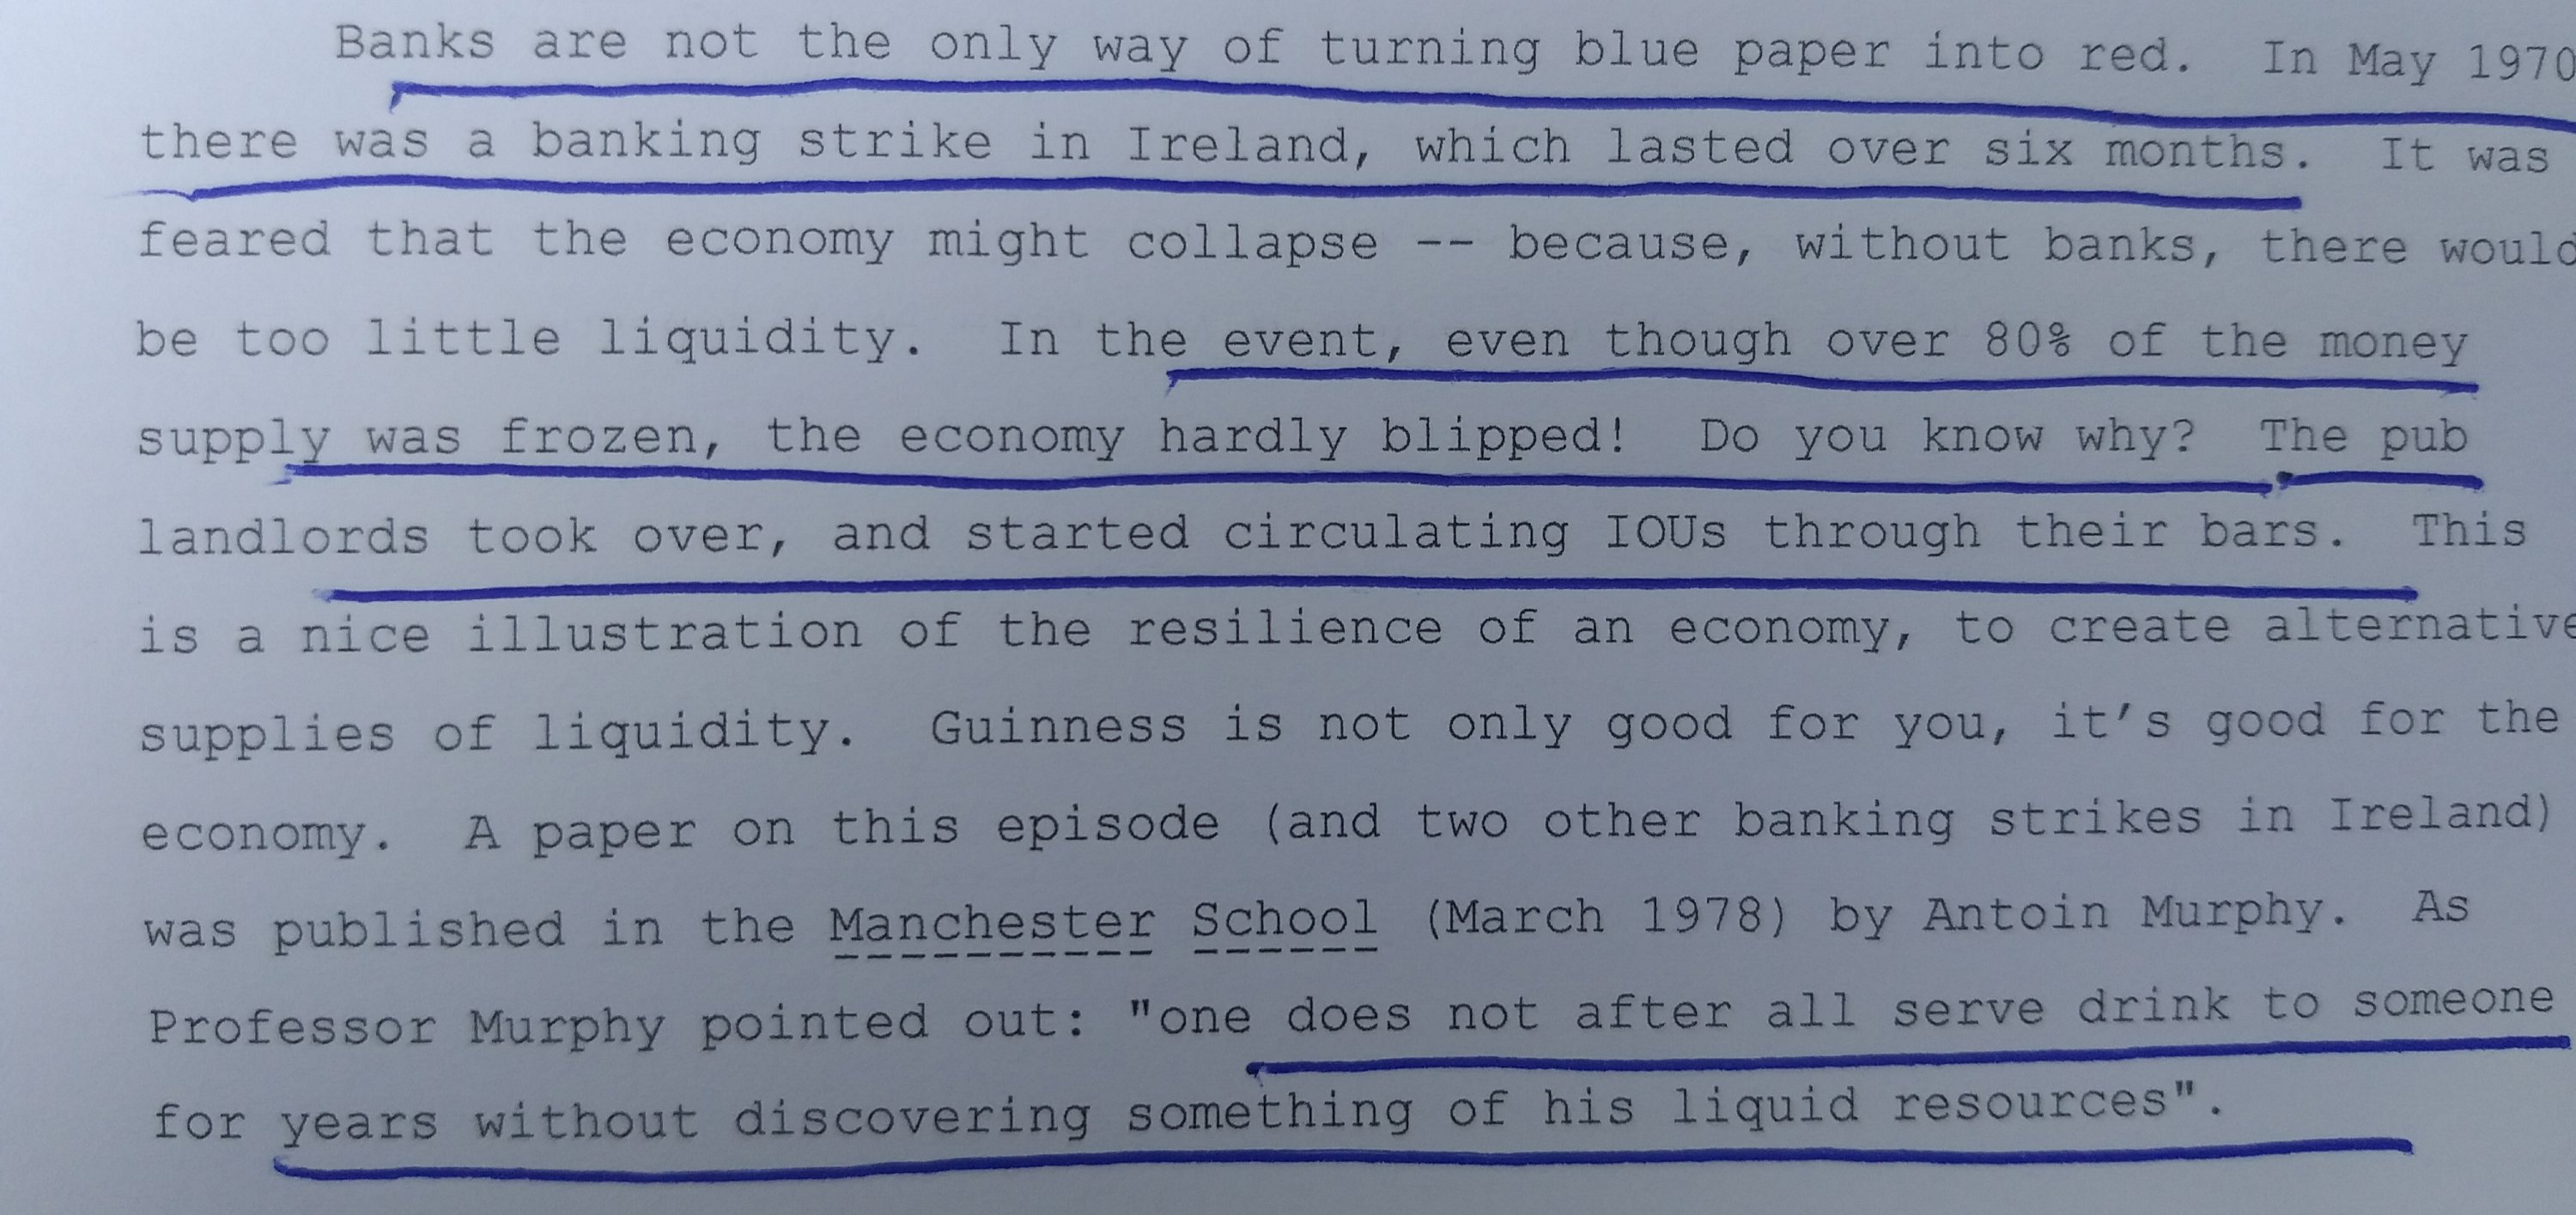 Banks are not the only way of turning blue paper into red.  In May 1970
there was a banking strike in Ireland, which lasted over six months.  It was
feared that the economy might collapse -- because, without banks, there would
be too little liquidity.  In the event, even though over 80% of the money
supply was frozen, the economy hardly blipped!  Do you know why?  The pub
landlords took over, and started circulating IOUs through their bars.  This
is a nice illustration of the resilience of an economy, to create alternative
supplies of liquidity.  Guinness is not only good for you, it's good for the
economy.  A paper on this episode (and two other banking strikes in Ireland)
was published in the Manchester School (March 1978) by Antoin Murphy.  As
Professor Murphy pointed out: "one does not after all serve drink to someone
for years without discovering something of his liquid resources".